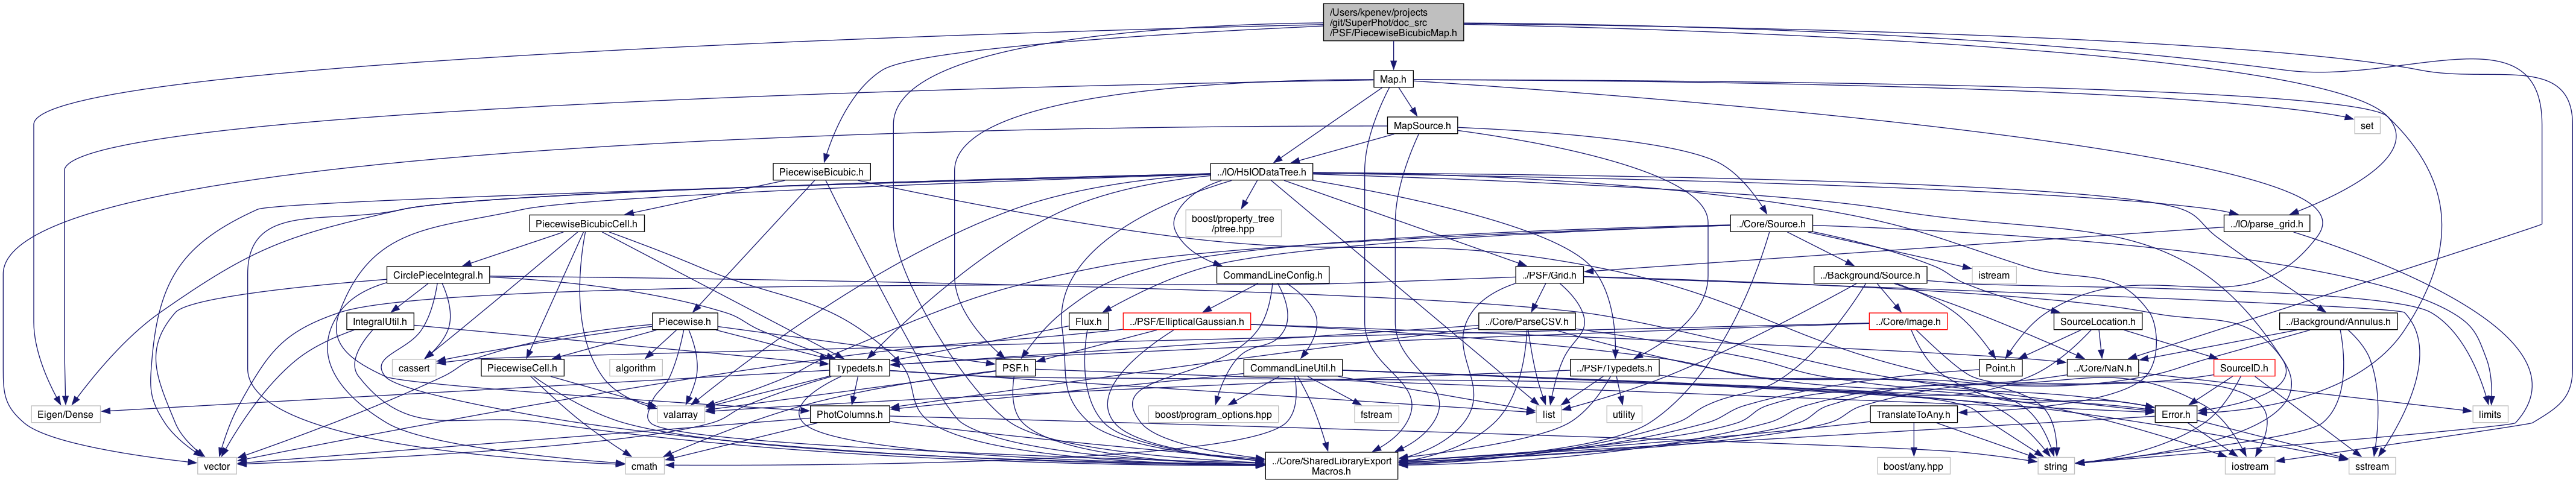 /Users/kpenev/projects
/git/SuperPhot/doc_src
/PSF/PiecewiseBicubicMap.h
Map.h
MapSource.h
set
PiecewiseBicubic.h
../IO/H5IODataTree.h
PiecewiseBicubicCell.h
boost/property_tree
/ptree.hpp
../Core/Source.h
../IO/parse_grid.h
CirclePieceIntegral.h
CommandLineConfig.h
../PSF/Grid.h
../Background/Source.h
istream
IntegralUtil.h
Piecewise.h
Flux.h
../PSF/EllipticalGaussian.h
../Core/ParseCSV.h
../Core/Image.h
SourceLocation.h
../Background/Annulus.h
cassert
PiecewiseCell.h
algorithm
Typedefs.h
PSF.h
CommandLineUtil.h
../PSF/Typedefs.h
Point.h
../Core/NaN.h
SourceID.h
Eigen/Dense
valarray
PhotColumns.h
boost/program_options.hpp
fstream
list
utility
TranslateToAny.h
Error.h
limits
vector
cmath
../Core/SharedLibraryExport
Macros.h
boost/any.hpp
string
iostream
sstream